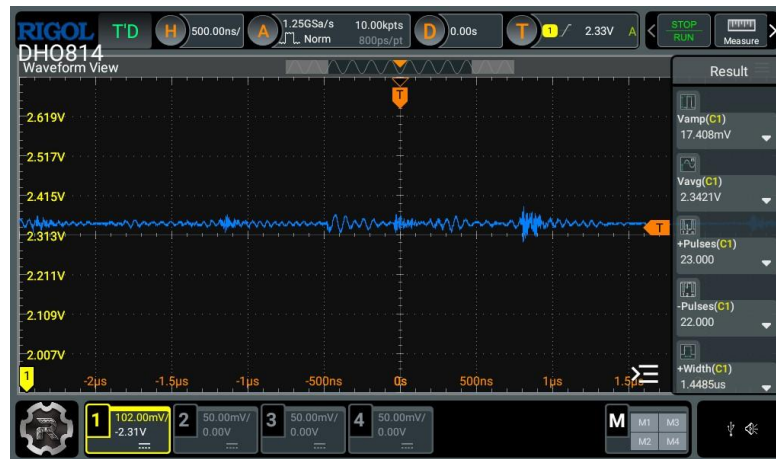 RIGOL T'D H 500.00ns/ A 1.25GSa/s 10.00kpts D 0.00s T 1 2.33V A STOP
Norm 800ps/pt RUN Measure
DHO814
Waveform View Result
T
2.619V
2.517V
2.415V
2.313V
2.211V
2.109V
2.007V
T
1 -2µs -1.5µs -1µs -500ns 0s 500ns 1µs 1.5µs
Vamp(C1)
17.408mV
Vavg(C1)
2.3421V
+Pulses(C1)
23.000
-Pulses(C1)
22.000
+Width(C1)
1.4485us
1 102.00mV/ 2 50.00mV/ 3 50.00mV/ 4 50.00mV/ M M1 M3
-2.31V 0.00V 0.00V 0.00V M2 M4